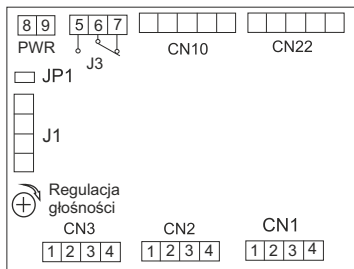 8 9
5 6 7
PWR
J3
CN10
CN22
JP1
J1
Regulacja
głośności
CN3
CN2
CN1
1 2 3 4
1 2 3 4
1 2 3 4